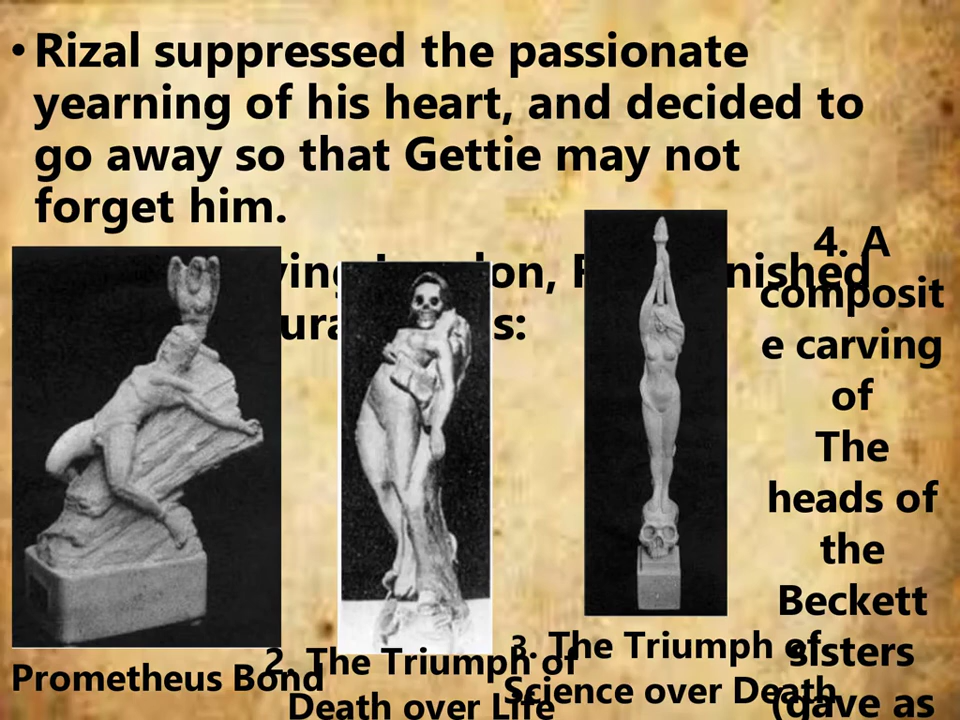 • Rizal suppressed the passionate
yearning of his heart, and decided to
go away so that Gettie may not
forget him.
Prometheus Bond
2. The Triumph of
Death over Life
3. The Triumph of
Science over Death
4. A
composit
e carving
of
The
heads of
the
Beckett
sisters
(gave as